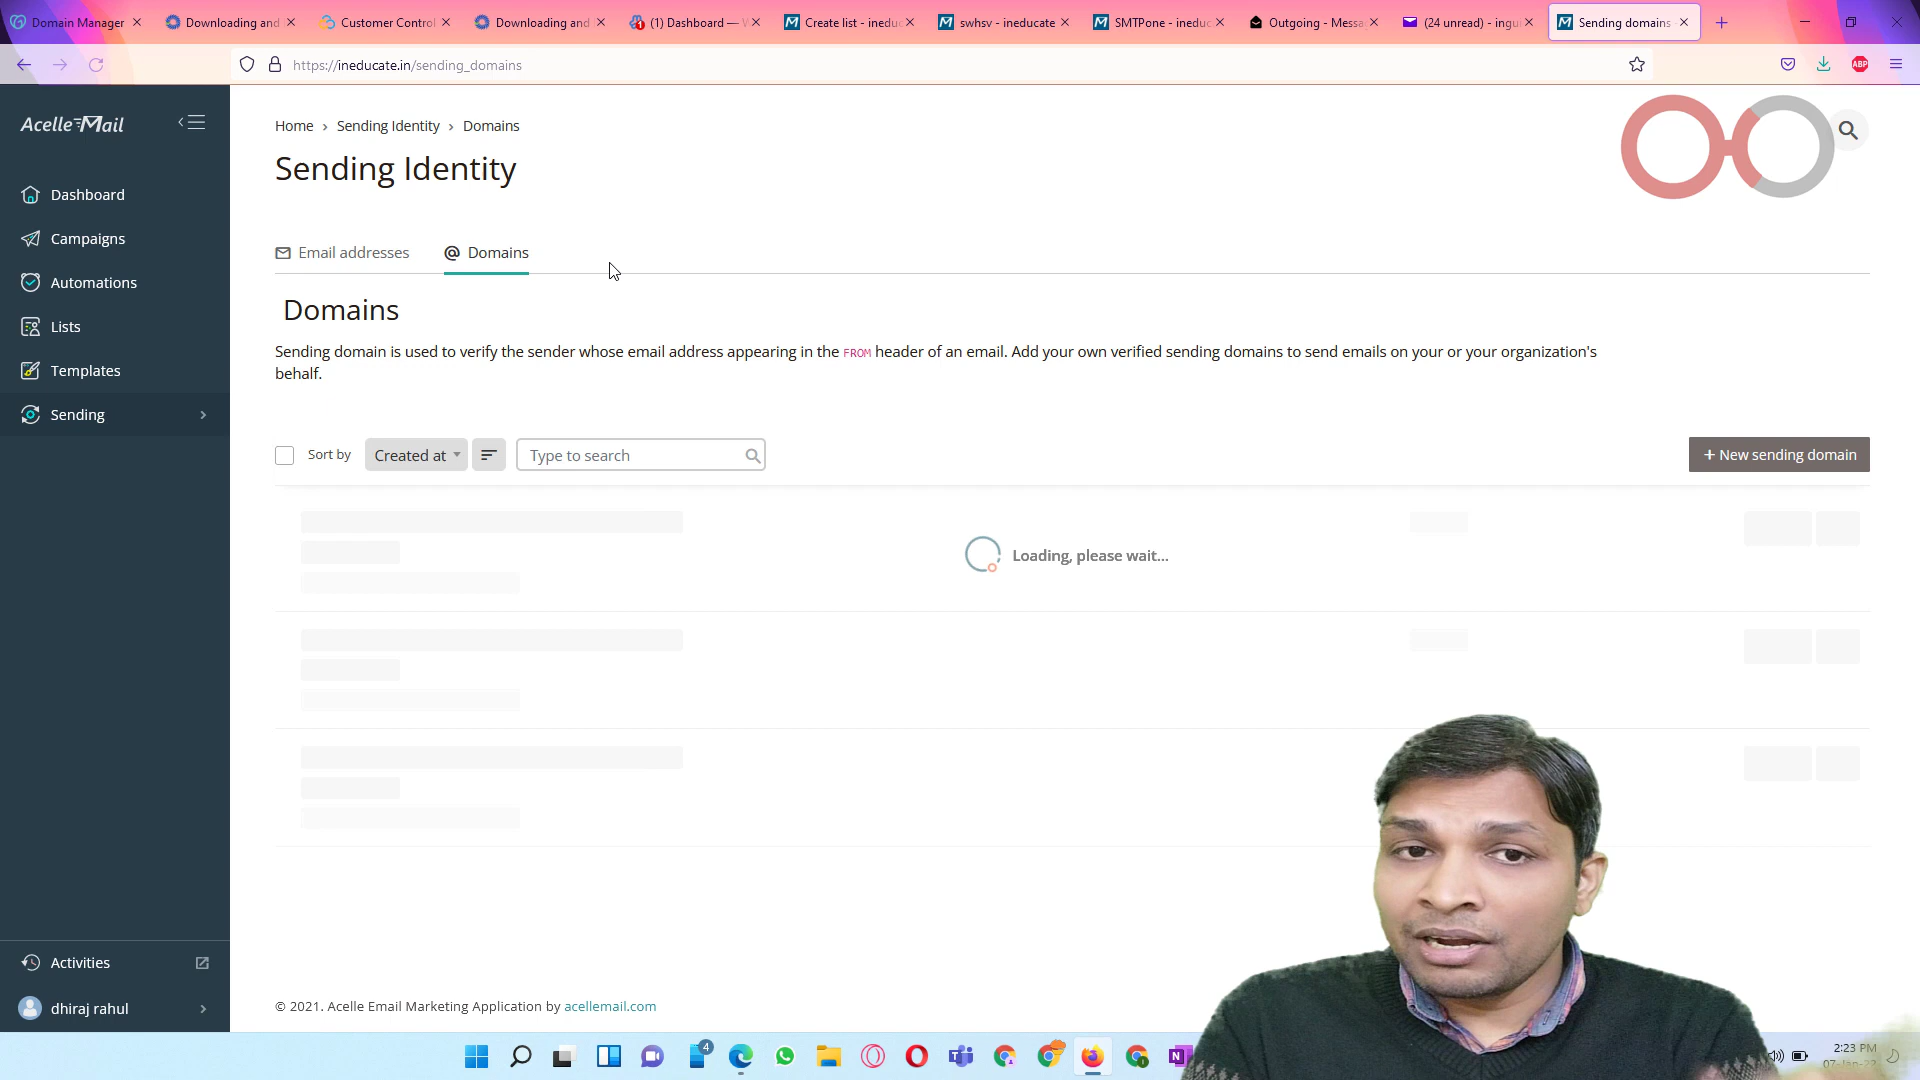 Domain Manager
Downloading and
Customer Control
Downloading and
(1) Dashboard — W
Create list - ineduc
swhsv - ineducate
SMTPone - ineduc
Outgoing - Messag
(24 unread) - ingu
Sending domains -
https://ineducate.in/sending_domains
ABP
AcelleMail
Dashboard
Campaigns
Automations
Lists
Templates
Sending
Activities
dhiraj rahul
Home › Sending Identity › Domains
Sending Identity
Email addresses
@ Domains
Domains
Sending domain is used to verify the sender whose email address appearing in the FROM header of an email. Add your own verified sending domains to send emails on your or your organization's
behalf.
Sort by
Created at
Type to search
+ New sending domain
Loading, please wait...
© 2021. Acelle Email Marketing Application by acellemail.com
4
2:23 PM